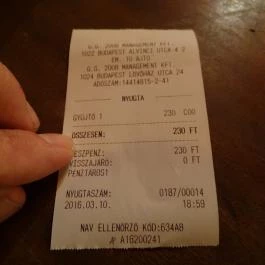 G.G. 2008 MANAGEMENT KFT.
1022 BUDAPEST ALVINCI UTCA 4-2
EM. 10 AJTÓ
G.G. 2008 MANAGEMENT KFT.
1024 BUDAPEST LÖVŐHÁZ UTCA 24
ADÓSZÁM:14414815-2-41
NYUGTA
GYŰJTŐ 1 230 C00
ÖSSZESEN: 230 FT
KÉSZPÉNZ: 230 FT
VISSZAJÁRÓ: 0 FT
PÉNZTÁROS1
NYUGTASZÁM: 0187/00014
2016.03.10. 18:59
NAV ELLENŐRZŐ KÓD:634A8
A16200241